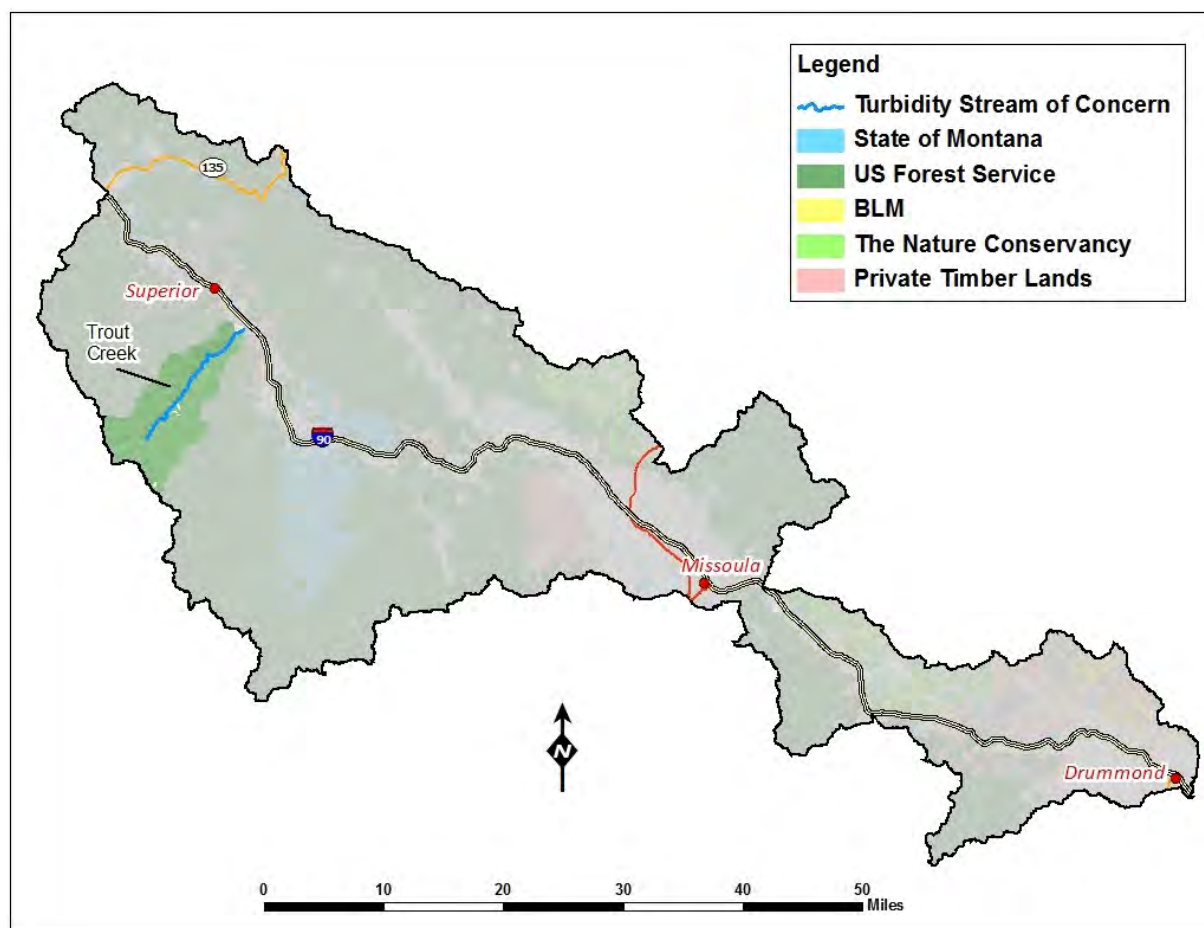 Legend
Turbidity Stream of Concern
State of Montana
US Forest Service
BLM
The Nature Conservancy
Private Timber Lands
135
Superior
Trout
Creek
90
Missoula
N
Drummond
0 10 20 30 40 50
Miles